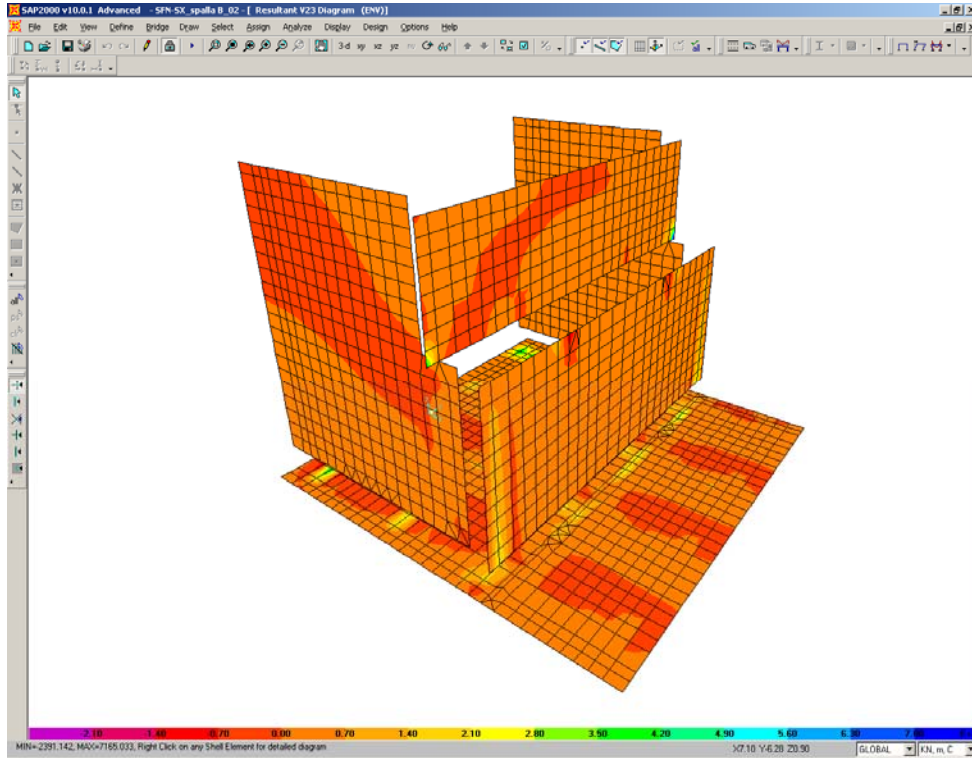 SAP2000 v10.0.1 Advanced - SFN-SX_spalla B_02 - [ Resultant V23 Diagram (ENV)]
File Edit View Define Bridge Draw Select Assign Analyze Display Design Options Help
3-d xy xz yz nv
-2.10 -1.40 -0.70 0.00 0.70 1.40 2.10 2.80 3.50 4.20 4.90 5.60 6.30
MIN=-2391.142, MAX=7165.033, Right Click on any Shell Element for detailed diagram X7.10 Y-6.28 Z0.90 GLOBAL KN, m, C